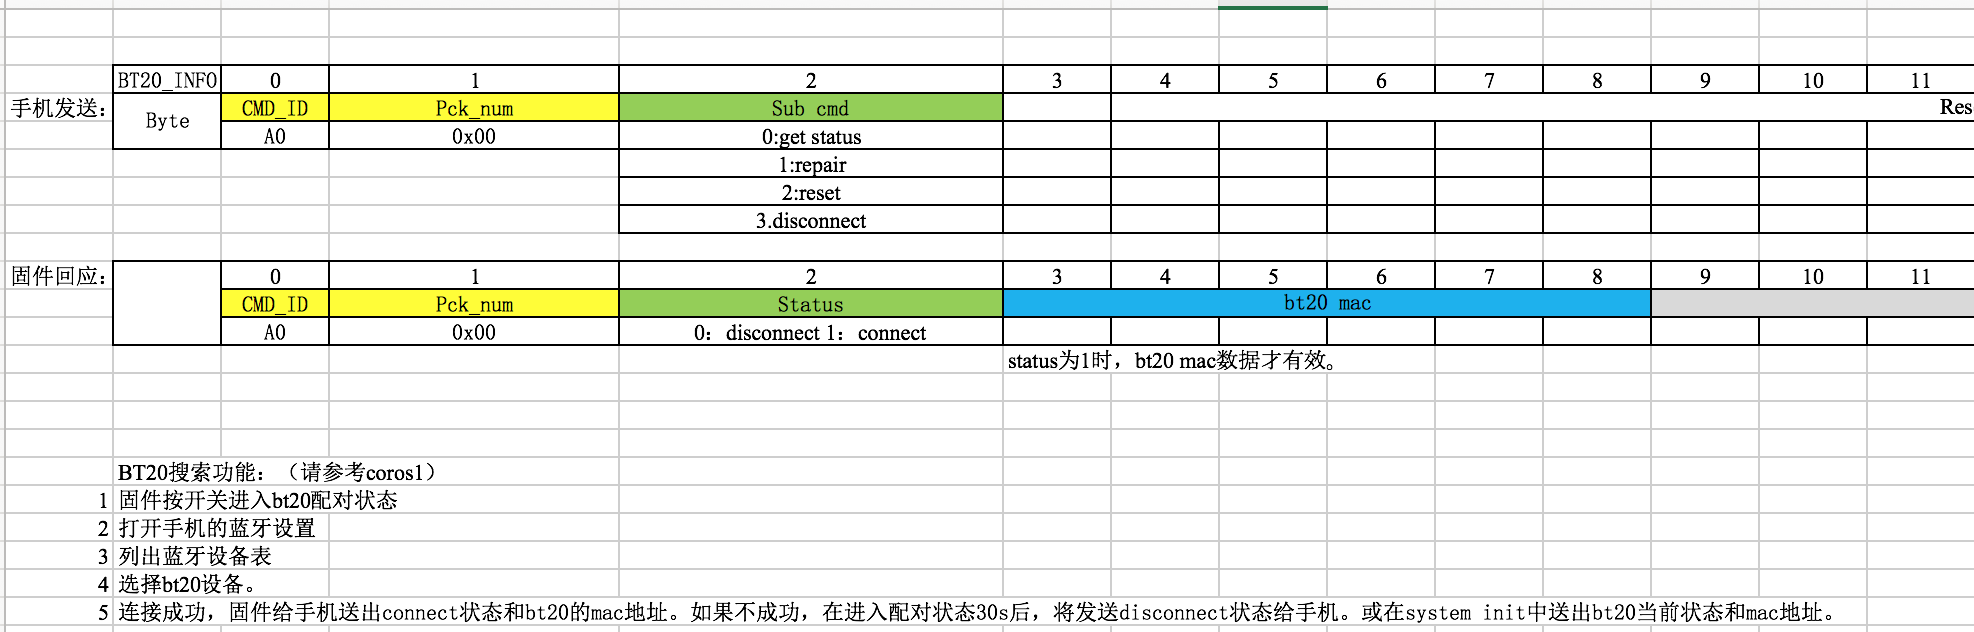 BT20_INFO 0 1 2 3 4 5 6 7 8 9 10 11
手机发送: Byte CMD_ID Pck_num Sub cmd Res
A0 0x00 0:get status
1:repair
2:reset
3.disconnect
固件回应: 0 1 2 3 4 5 6 7 8 9 10 11
CMD_ID Pck_num Status bt20 mac
A0 0x00 0：disconnect 1：connect
status为1时，bt20 mac数据才有效。
BT20搜索功能：（请参考coros1）
1 固件按开关进入bt20配对状态
2 打开手机的蓝牙设置
3 列出蓝牙设备表
4 选择bt20设备。
5 连接成功，固件给手机送出connect状态和bt20的mac地址。如果不成功，在进入配对状态30s后，将发送disconnect状态给手机。或在system init中送出bt20当前状态和mac地址。